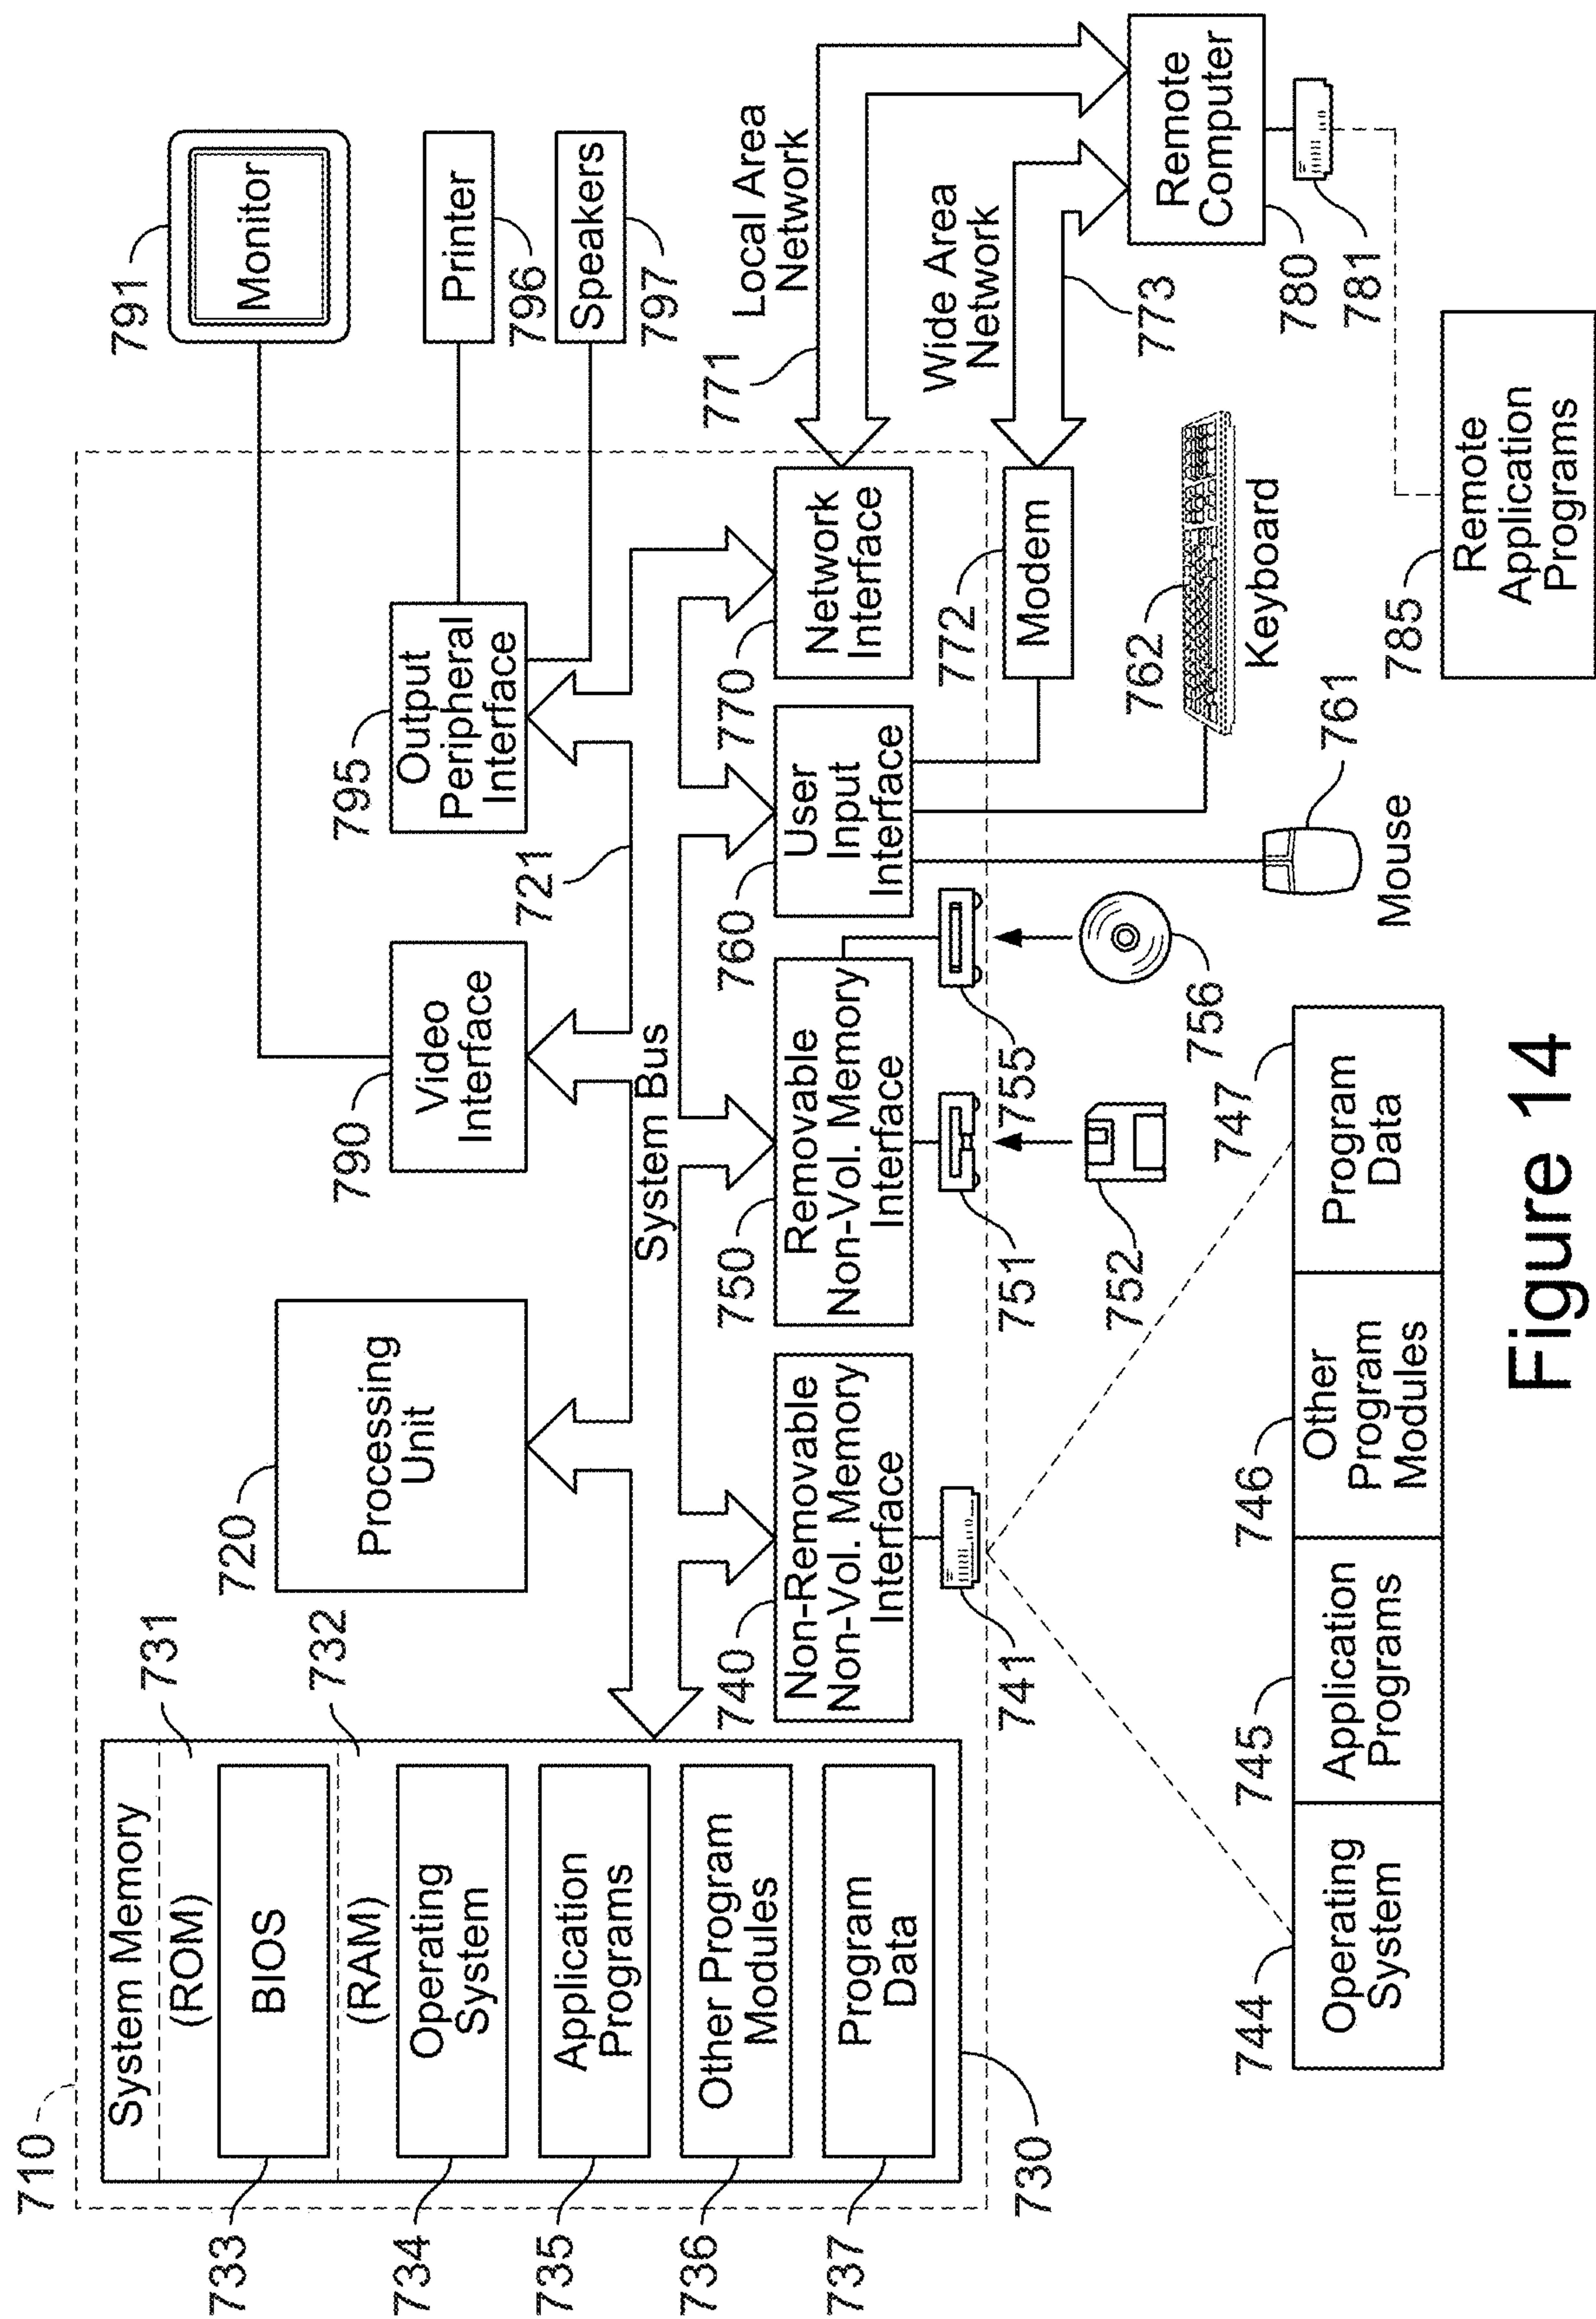 710
System Memory
(ROM)
731
733
BIOS
(RAM)
732
734
Operating
System
735
Application
Programs
736
Other Program
Modules
737
Program
Data
730
720
Processing
Unit
790
Video
Interface
795
Output
Peripheral
Interface
721
System Bus
791
Monitor
Printer
796
Speakers
797
740
Non-Removable
Non-Vol. Memory
Interface
741
750
Removable
Non-Vol. Memory
Interface
751
755
752
756
760
User
Input
Interface
770
Network
Interface
771
Local Area
Network
Wide Area
Network
773
772
Modem
762
Keyboard
761
Mouse
Remote
Computer
780
781
785
Remote
Application
Programs
744
Operating
System
745
Application
Programs
746
Other
Program
Modules
747
Program
Data
Figure 14